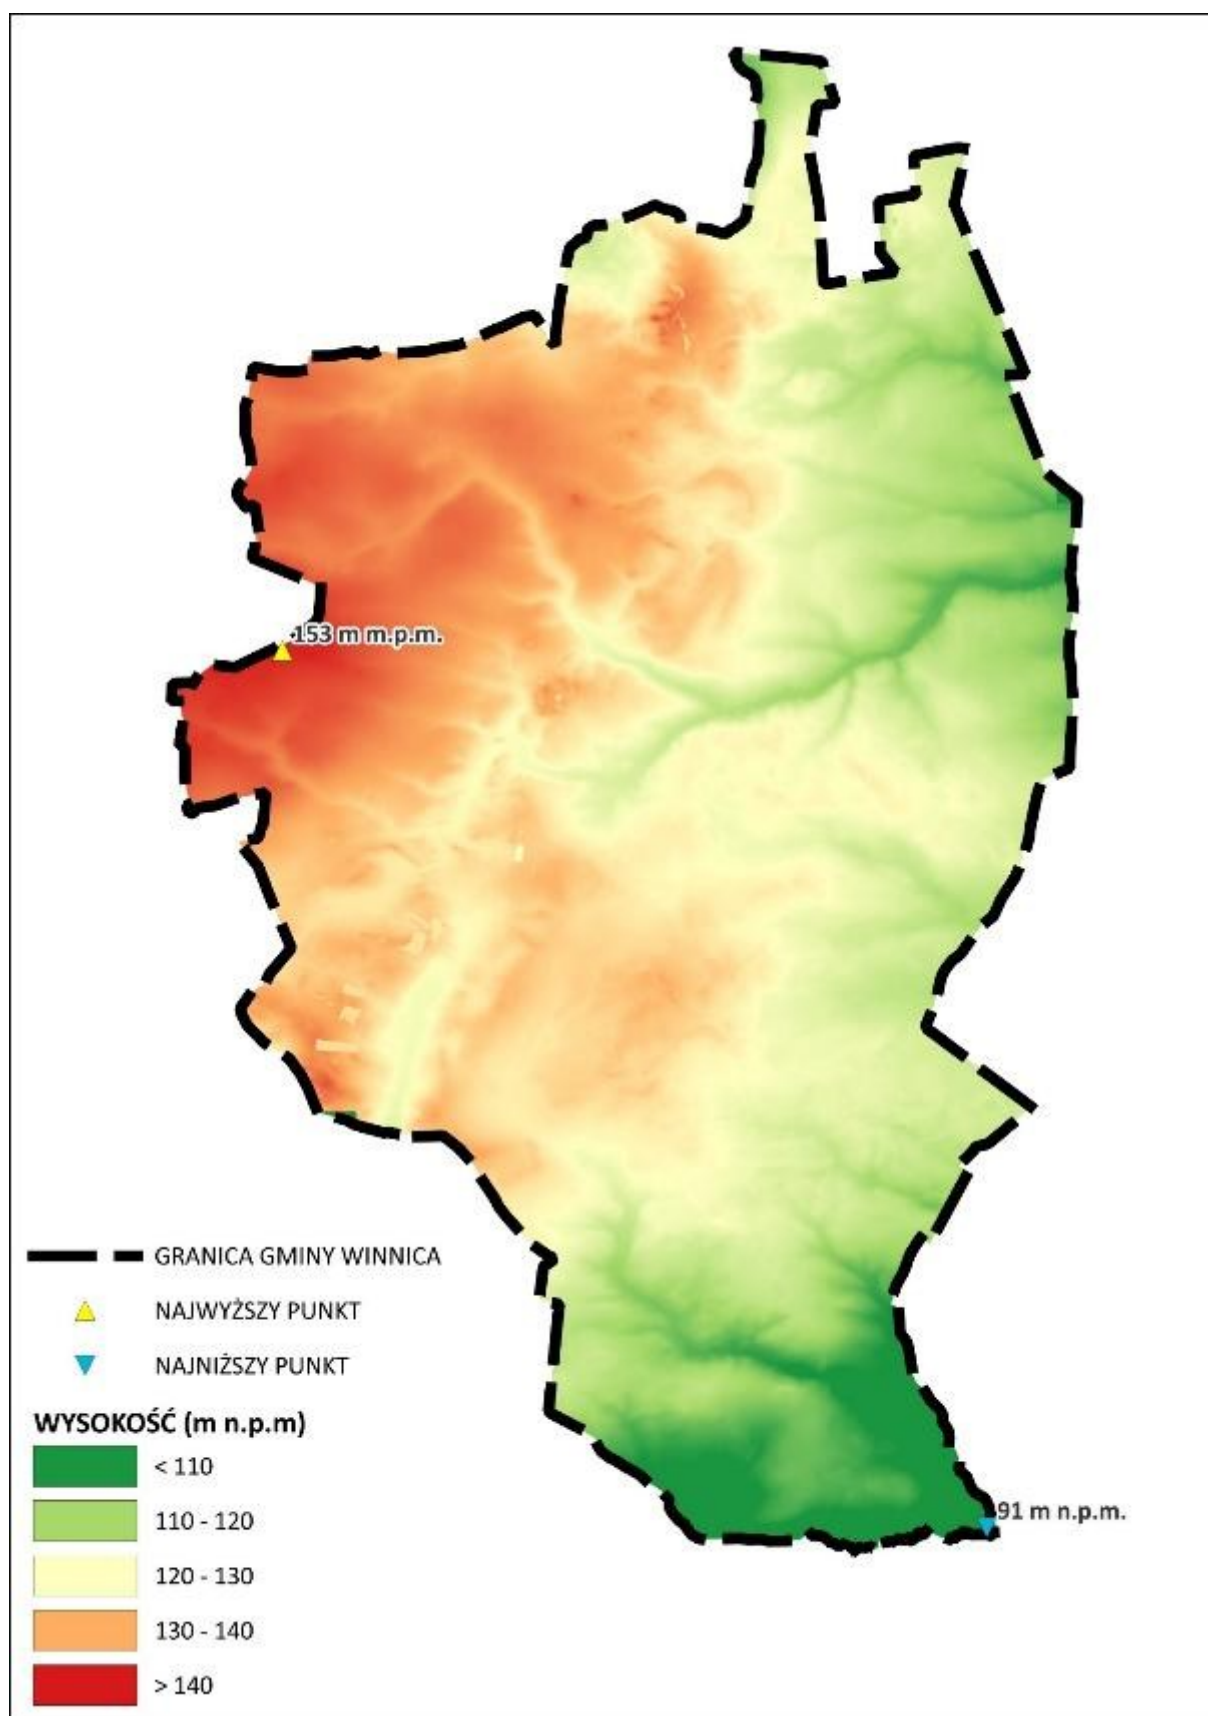 153 m m.p.m.
GRANICA GMINY WINNICA
NAJWYŻSZY PUNKT
NAJNIŻSZY PUNKT
WYSOKOŚĆ (m n.p.m)
< 110
110 - 120
120 - 130
130 - 140
> 140
91 m n.p.m.